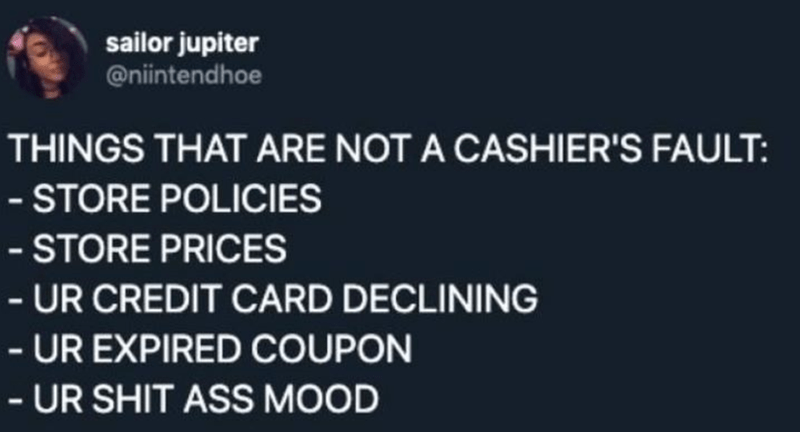 sailor jupiter
@niintendhoe
THINGS THAT ARE NOT A CASHIER'S FAULT:
- STORE POLICIES
- STORE PRICES
- UR CREDIT CARD DECLINING
- UR EXPIRED COUPON
- UR SHIT ASS MOOD